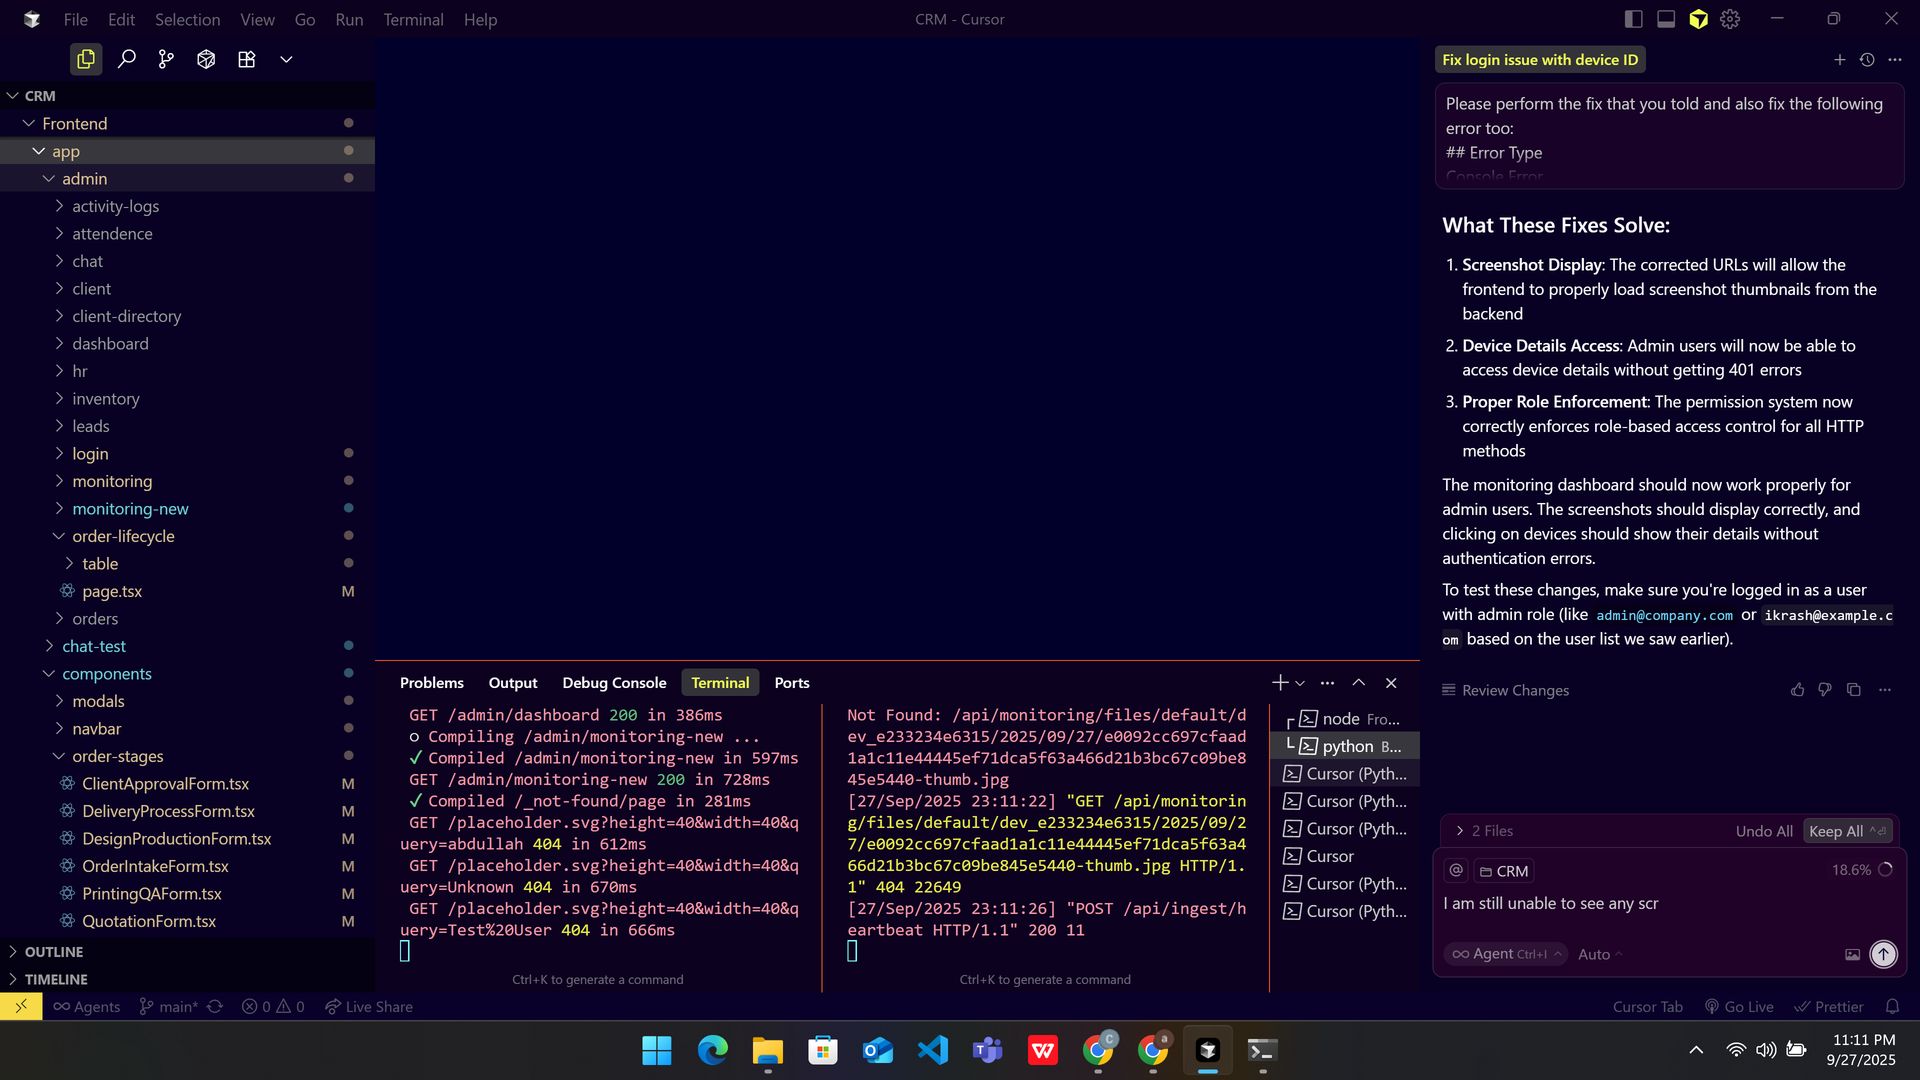 File Edit Selection View Go Run Terminal Help
CRM - Cursor
CRM
Frontend
app
admin
activity-logs
attendence
chat
client
client-directory
dashboard
hr
inventory
leads
login
monitoring
monitoring-new
order-lifecycle
table
page.tsx M
orders
chat-test
components
modals
navbar
order-stages
ClientApprovalForm.tsx M
DeliveryProcessForm.tsx M
DesignProductionForm.tsx M
OrderIntakeForm.tsx M
PrintingQAForm.tsx M
QuotationForm.tsx M
OUTLINE
TIMELINE
Problems Output Debug Console Terminal Ports
GET /admin/dashboard 200 in 386ms
○ Compiling /admin/monitoring-new ...
✓ Compiled /admin/monitoring-new in 597ms
GET /admin/monitoring-new 200 in 728ms
✓ Compiled /_not-found/page in 281ms
GET /placeholder.svg?height=40&width=40&q
uery=abdullah 404 in 612ms
GET /placeholder.svg?height=40&width=40&q
uery=Unknown 404 in 670ms
GET /placeholder.svg?height=40&width=40&q
uery=Test%20User 404 in 666ms
Ctrl+K to generate a command
Not Found: /api/monitoring/files/default/d
ev_e233234e6315/2025/09/27/e0092cc697cfaad
1a1c11e44445ef71dca5f63a466d21b3bc67c09be8
45e5440-thumb.jpg
[27/Sep/2025 23:11:22] "GET /api/monitorin
g/files/default/dev_e233234e6315/2025/09/2
7/e0092cc697cfaad1a1c11e44445ef71dca5f63a4
66d21b3bc67c09be845e5440-thumb.jpg HTTP/1.
1" 404 22649
[27/Sep/2025 23:11:26] "POST /api/ingest/h
eartbeat HTTP/1.1" 200 11
Ctrl+K to generate a command
node Fro...
python B...
Cursor (Pyth...
Cursor (Pyth...
Cursor (Pyth...
Cursor
Cursor (Pyth...
Cursor (Pyth...
Fix login issue with device ID
Please perform the fix that you told and also fix the following
error too:
## Error Type
Console Error
What These Fixes Solve:
1. Screenshot Display: The corrected URLs will allow the
frontend to properly load screenshot thumbnails from the
backend
2. Device Details Access: Admin users will now be able to
access device details without getting 401 errors
3. Proper Role Enforcement: The permission system now
correctly enforces role-based access control for all HTTP
methods
The monitoring dashboard should now work properly for
admin users. The screenshots should display correctly, and
clicking on devices should show their details without
authentication errors.
To test these changes, make sure you're logged in as a user
with admin role (like admin@company.com or ikrash@example.c
om based on the user list we saw earlier).
Review Changes
2 Files Undo All Keep All
@ CRM 18.6%
I am still unable to see any scr
Agent Ctrl+I Auto
Agents main* 0 0 Live Share
Cursor Tab Go Live Prettier
11:11 PM
9/27/2025